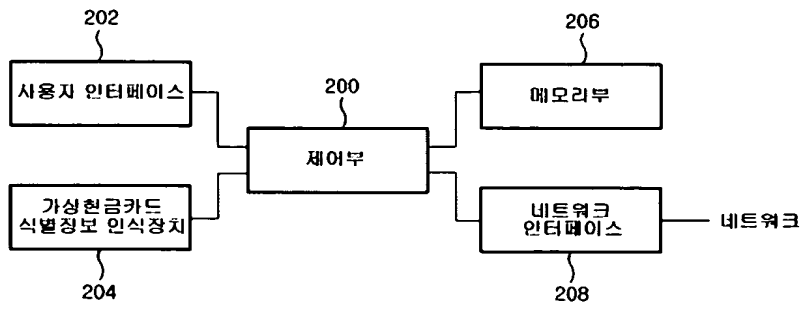 202
사용자 인터페이스
206
메모리부
200
제어부
가상현금카드
식별정보 인식장치
204
네트워크
인터페이스
208
네트워크